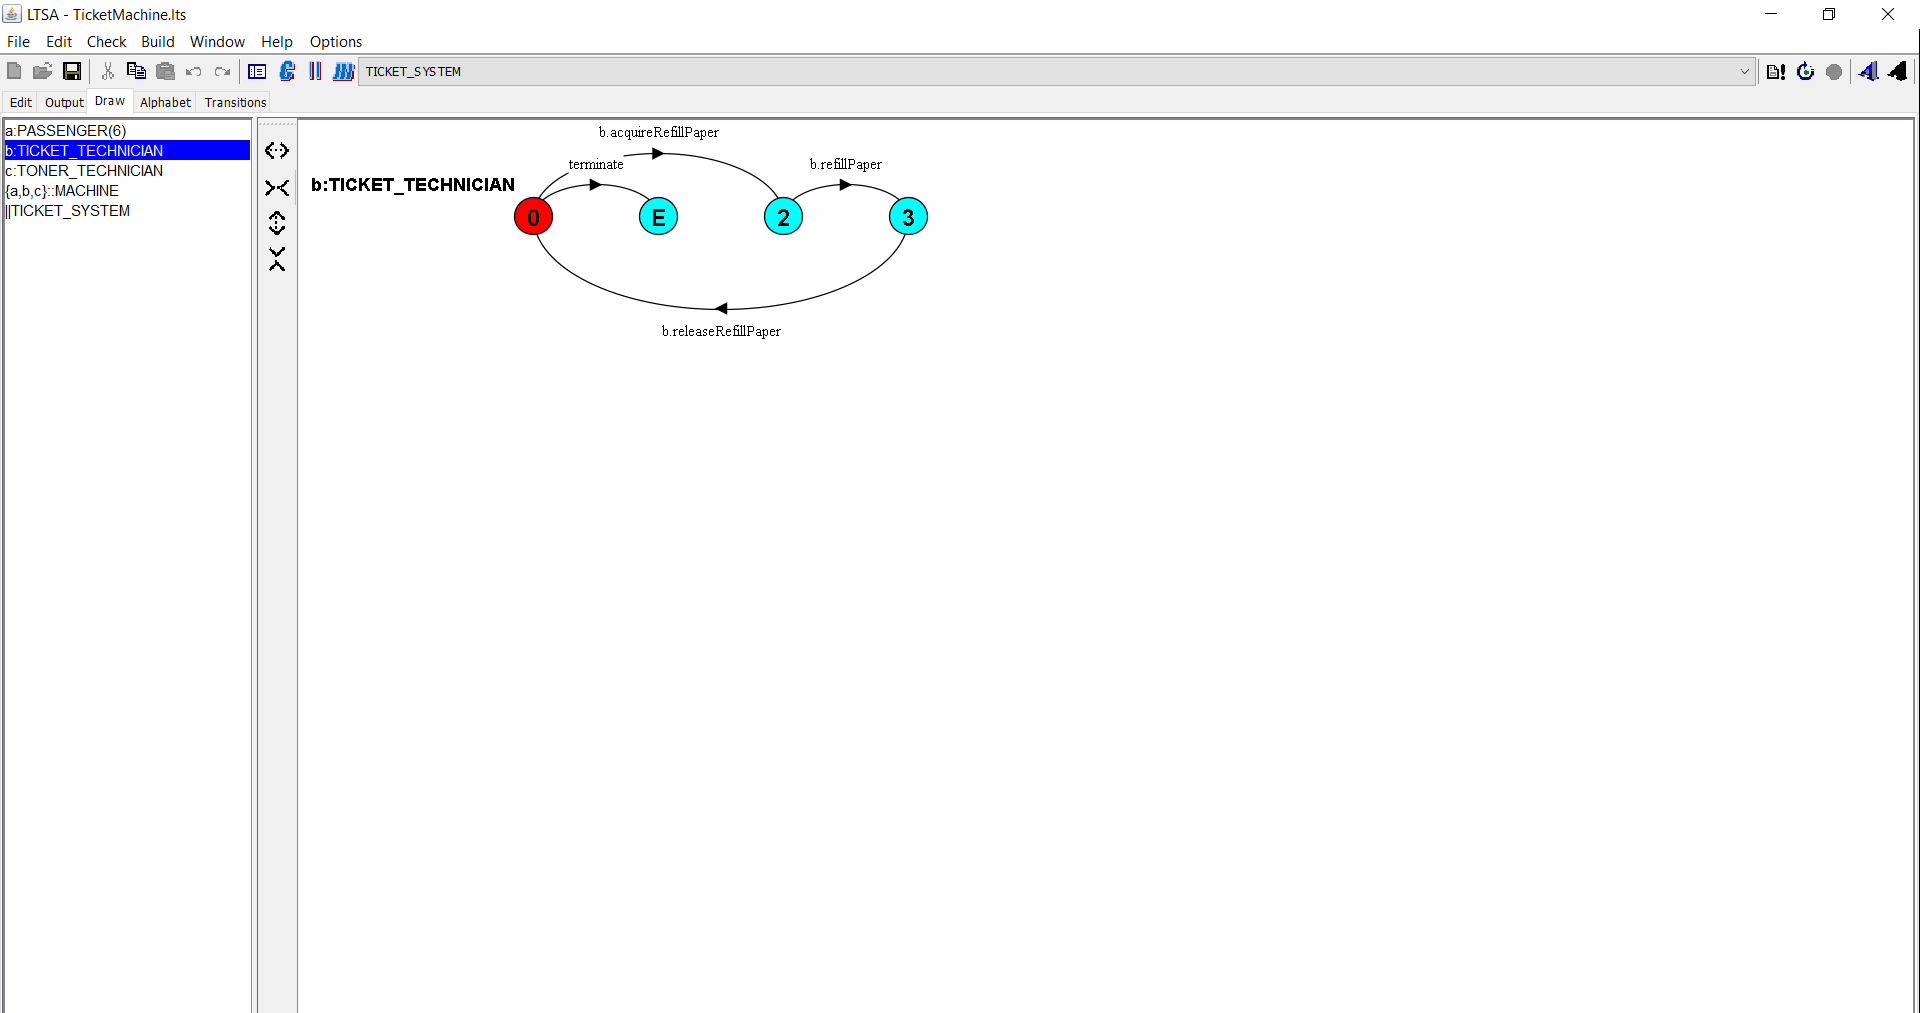 LTSA - TicketMachine.lts
File Edit Check Build Window Help Options
TICKET_SYSTEM
Edit Output Draw Alphabet Transitions
a:PASSENGER(6)
b:TICKET_TECHNICIAN
c:TONER_TECHNICIAN
{a,b,c}::MACHINE
||TICKET_SYSTEM
b.acquireRefillPaper
terminate
b.refillPaper
b:TICKET_TECHNICIAN
0 E 2 3
b.releaseRefillPaper